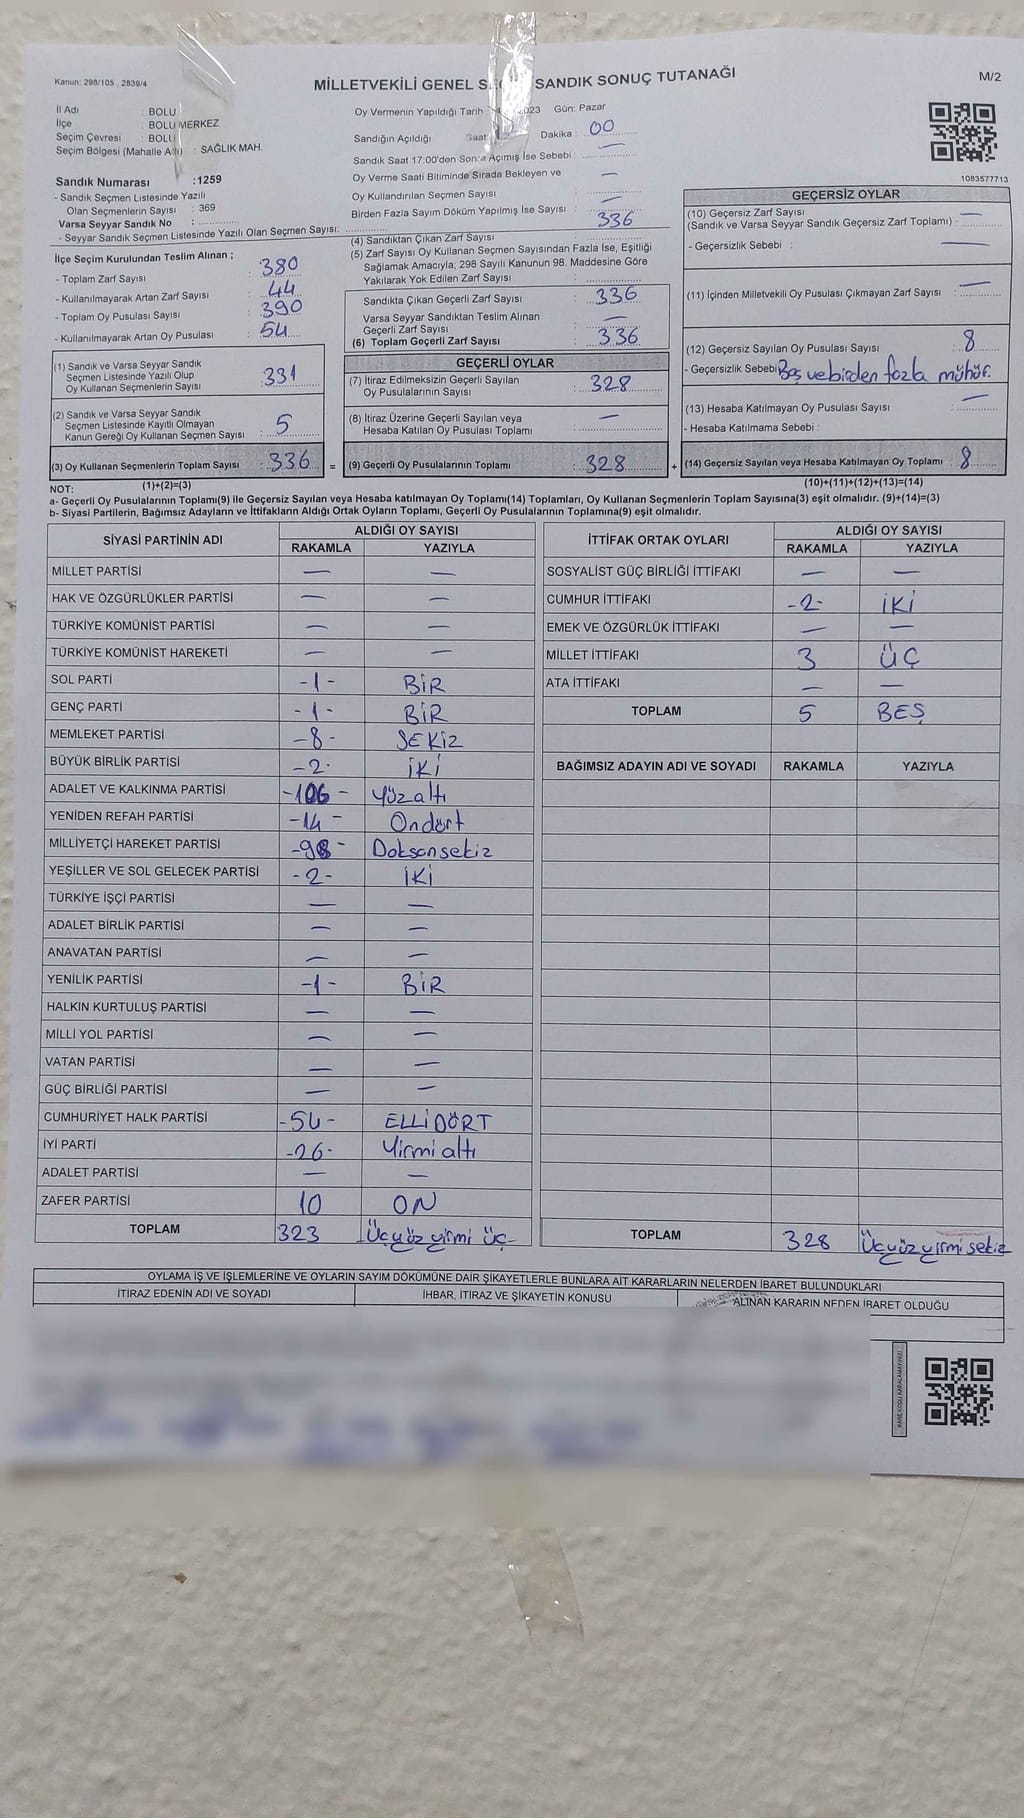 Kanun: 298/105 , 2839/4
MİLLETVEKİLİ GENEL SANDIK SONUÇ TUTANAĞI
M/2
İl Adı : BOLU
İlçe : BOLU MERKEZ
Seçim Çevresi : BOLU
Seçim Bölgesi (Mahalle Adı) : SAĞLIK MAH.
Sandık Numarası : 1259
- Sandık Seçmen Listesinde Yazılı
Olan Seçmenlerin Sayısı : 369
Varsa Seyyar Sandık No :
- Seyyar Sandık Seçmen Listesinde Yazılı Olan Seçmen Sayısı:
İlçe Seçim Kurulundan Teslim Alınan ;
- Toplam Zarf Sayısı : 380
- Kullanılmayarak Artan Zarf Sayısı : 44
- Toplam Oy Pusulası Sayısı : 390
- Kullanılmayarak Artan Oy Pusulası : 54
(1) Sandık ve Varsa Seyyar Sandık
Seçmen Listesinde Yazılı Olup
Oy Kullanan Seçmenlerin Sayısı : 331
(2) Sandık ve Varsa Seyyar Sandık
Seçmen Listesinde Kayıtlı Olmayan
Kanun Gereği Oy Kullanan Seçmen Sayısı : 5
(3) Oy Kullanan Seçmenlerin Toplam Sayısı : 336 =
(1)+(2)=(3)
Oy Vermenin Yapıldığı Tarih 2023 Gün: Pazar
Sandığın Açıldığı Saat Dakika : 00
Sandık Saat 17:00'den Sonra Açımış İse Sebebi : —
Oy Verme Saati Bitiminde Sırada Bekleyen ve
Oy Kullandırılan Seçmen Sayısı : —
Birden Fazla Sayım Döküm Yapılmış İse Sayısı : —
(4) Sandıktan Çıkan Zarf Sayısı : 336
(5) Zarf Sayısı Oy Kullanan Seçmen Sayısından Fazla İse, Eşitliği
Sağlamak Amacıyla, 298 Sayılı Kanunun 98. Maddesine Göre
Yakılarak Yok Edilen Zarf Sayısı :
Sandıkta Çıkan Geçerli Zarf Sayısı : 336
Varsa Seyyar Sandıktan Teslim Alınan
Geçerli Zarf Sayısı : —
(6) Toplam Geçerli Zarf Sayısı : 336
GEÇERLİ OYLAR
(7) İtiraz Edilmeksizin Geçerli Sayılan
Oy Pusulalarının Sayısı : 328
(8) İtiraz Üzerine Geçerli Sayılan veya
Hesaba Katılan Oy Pusulası Toplamı : —
(9) Geçerli Oy Pusulalarının Toplamı : 328 +
1083577713
GEÇERSİZ OYLAR
(10) Geçersiz Zarf Sayısı
(Sandık ve Varsa Seyyar Sandık Geçersiz Zarf Toplamı) : —
- Geçersizlik Sebebi : —
(11) İçinden Milletvekili Oy Pusulası Çıkmayan Zarf Sayısı : —
(12) Geçersiz Sayılan Oy Pusulası Sayısı : 8
- Geçersizlik Sebebi Boş ve birden fazla mühür.
(13) Hesaba Katılmayan Oy Pusulası Sayısı : —
- Hesaba Katılmama Sebebi :
(14) Geçersiz Sayılan veya Hesaba Katılmayan Oy Toplamı : 8
(10)+(11)+(12)+(13)=(14)
NOT:
a- Geçerli Oy Pusulalarının Toplamı(9) ile Geçersiz Sayılan veya Hesaba katılmayan Oy Toplamı(14) Toplamları, Oy Kullanan Seçmenlerin Toplam Sayısına(3) eşit olmalıdır. (9)+(14)=(3)
b- Siyasi Partilerin, Bağımsız Adayların ve İttifakların Aldığı Ortak Oyların Toplamı, Geçerli Oy Pusulalarının Toplamına(9) eşit olmalıdır.
SİYASİ PARTİNİN ADI ALDIĞI OY SAYISI
RAKAMLA YAZIYLA
MİLLET PARTİSİ — —
HAK VE ÖZGÜRLÜKLER PARTİSİ — —
TÜRKİYE KOMÜNİST PARTİSİ — —
TÜRKİYE KOMÜNİST HAREKETİ — —
SOL PARTİ -1- BİR
GENÇ PARTİ -1- BİR
MEMLEKET PARTİSİ -8- SEKİZ
BÜYÜK BİRLİK PARTİSİ -2- İKİ
ADALET VE KALKINMA PARTİSİ -106- Yüzaltı
YENİDEN REFAH PARTİSİ -14- Ondört
MİLLİYETÇİ HAREKET PARTİSİ -98- Doksansekiz
YEŞİLLER VE SOL GELECEK PARTİSİ -2- İKİ
TÜRKİYE İŞÇİ PARTİSİ — —
ADALET BİRLİK PARTİSİ — —
ANAVATAN PARTİSİ — —
YENİLİK PARTİSİ -1- BİR
HALKIN KURTULUŞ PARTİSİ — —
MİLLİ YOL PARTİSİ — —
VATAN PARTİSİ — —
GÜÇ BİRLİĞİ PARTİSİ — —
CUMHURİYET HALK PARTİSİ -54- ELLİDÖRT
İYİ PARTİ -26- Yirmialtı
ADALET PARTİSİ — —
ZAFER PARTİSİ 10 ON
TOPLAM 323 Üçyüzyirmi üç-
İTTİFAK ORTAK OYLARI ALDIĞI OY SAYISI
RAKAMLA YAZIYLA
SOSYALİST GÜÇ BİRLİĞİ İTTİFAKI — —
CUMHUR İTTİFAKI -2- İKİ
EMEK VE ÖZGÜRLÜK İTTİFAKI — —
MİLLET İTTİFAKI 3 ÜÇ
ATA İTTİFAKI — —
TOPLAM 5 BEŞ
BAĞIMSIZ ADAYIN ADI VE SOYADI RAKAMLA YAZIYLA
TOPLAM 328 Üçyüzyirmisekiz
OYLAMA İŞ VE İŞLEMLERİNE VE OYLARIN SAYIM DÖKÜMÜNE DAİR ŞİKAYETLERLE BUNLARA AİT KARARLARIN NELERDEN İBARET BULUNDUKLARI
İTİRAZ EDENİN ADI VE SOYADI İHBAR, İTİRAZ VE ŞİKAYETİN KONUSU ALINAN KARARIN NEDEN İBARET OLDUĞU
KARE KODU KARALAMAYINIZ!